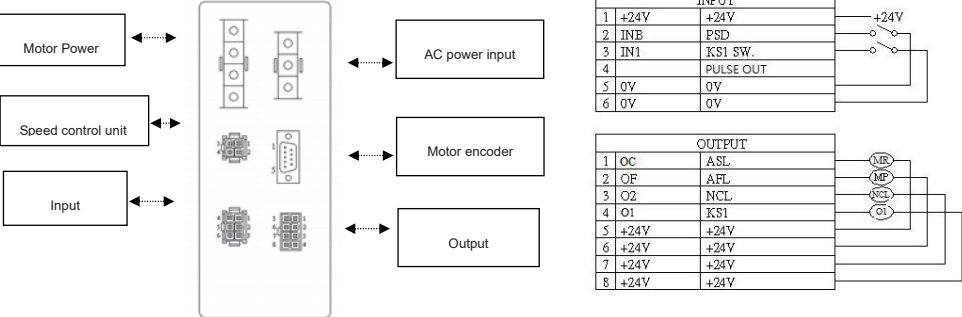 Motor Power
AC power input
Speed control unit
Motor encoder
Input
Output
1
5
INPUT
1 +24V +24V
2 INB PSD
3 IN1 KS1 SW.
4 PULSE OUT
5 0V 0V
6 0V 0V
+24V
OUTPUT
1 OC ASL
2 OF AFL
3 O2 NCL
4 O1 KS1
5 +24V +24V
6 +24V +24V
7 +24V +24V
8 +24V +24V
MR
MP
NCL
O1